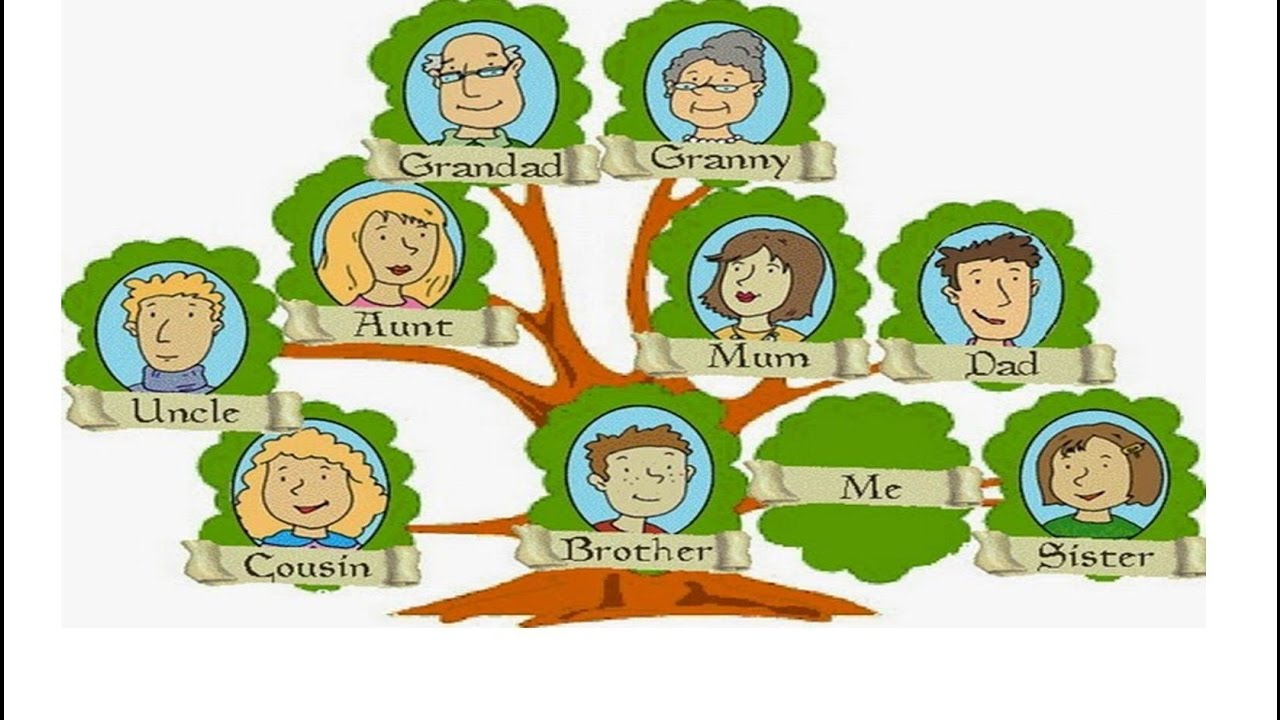 Grandad
Granny
Aunt
Mum
Dad
Uncle
Cousin
Brother
Me
Sister